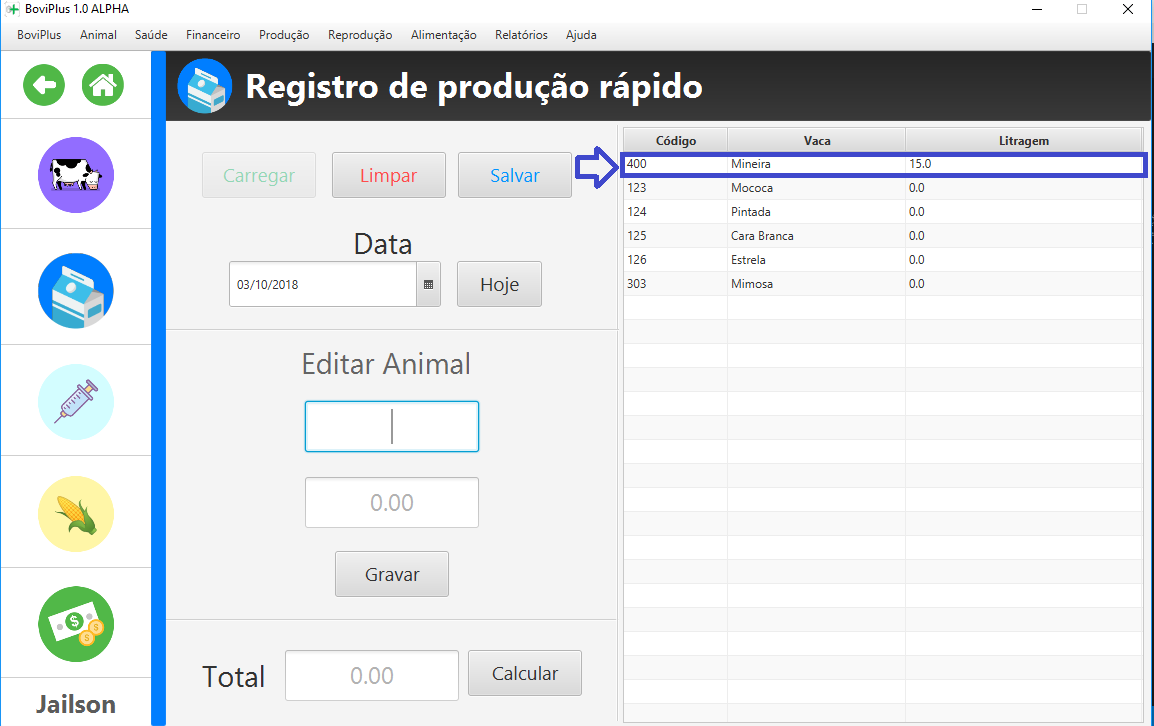 BoviPlus 1.0 ALPHA
BoviPlus Animal Saúde Financeiro Produção Reprodução Alimentação Relatórios Ajuda
Registro de produção rápido
Carregar Limpar Salvar
Data
03/10/2018 Hoje
Editar Animal
0.00
Gravar
Total 0.00 Calcular
Jailson
Código Vaca Litragem
400 Mineira 15.0
123 Mococa 0.0
124 Pintada 0.0
125 Cara Branca 0.0
126 Estrela 0.0
303 Mimosa 0.0